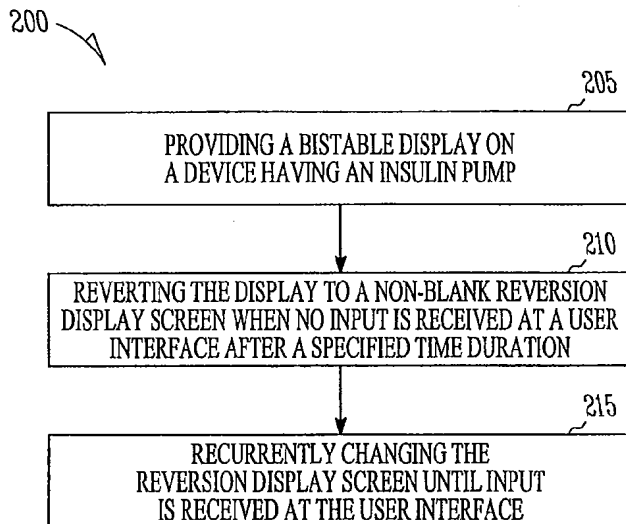 200
205
PROVIDING A BISTABLE DISPLAY ON
A DEVICE HAVING AN INSULIN PUMP
210
REVERTING THE DISPLAY TO A NON-BLANK REVERSION
DISPLAY SCREEN WHEN NO INPUT IS RECEIVED AT A USER
INTERFACE AFTER A SPECIFIED TIME DURATION
215
RECURRENTLY CHANGING THE
REVERSION DISPLAY SCREEN UNTIL INPUT
IS RECEIVED AT THE USER INTERFACE